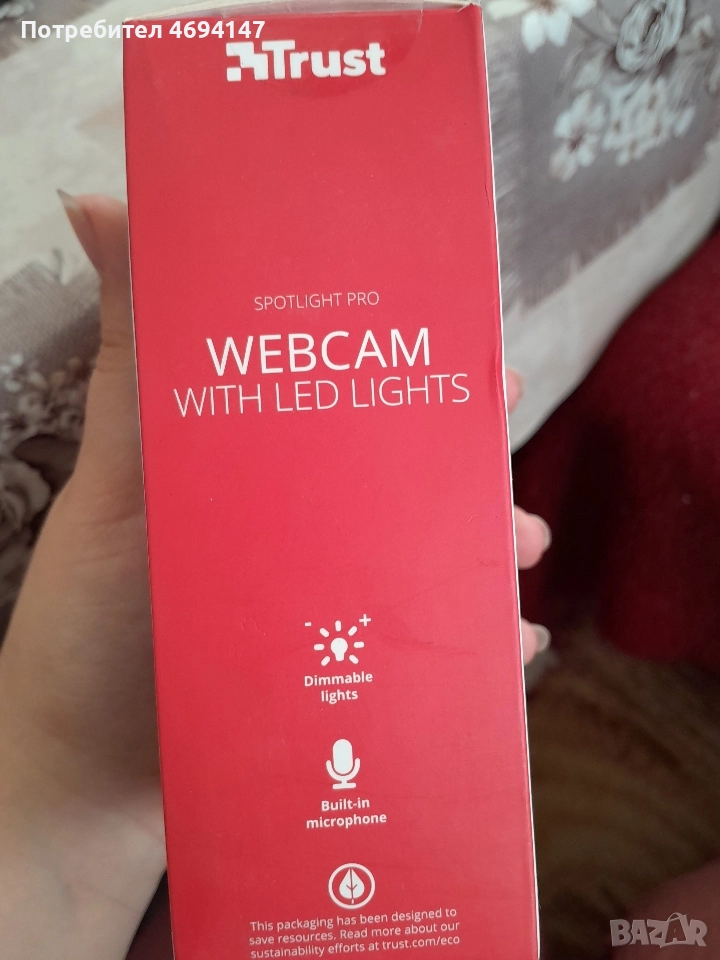 Потребител 4694147
Trust
SPOTLIGHT PRO
WEBCAM
WITH LED LIGHTS
- +
Dimmable
lights
Built-in
microphone
This packaging has been designed to
save resources. Read more about our
sustainability efforts at trust.com/eco
BAZAR